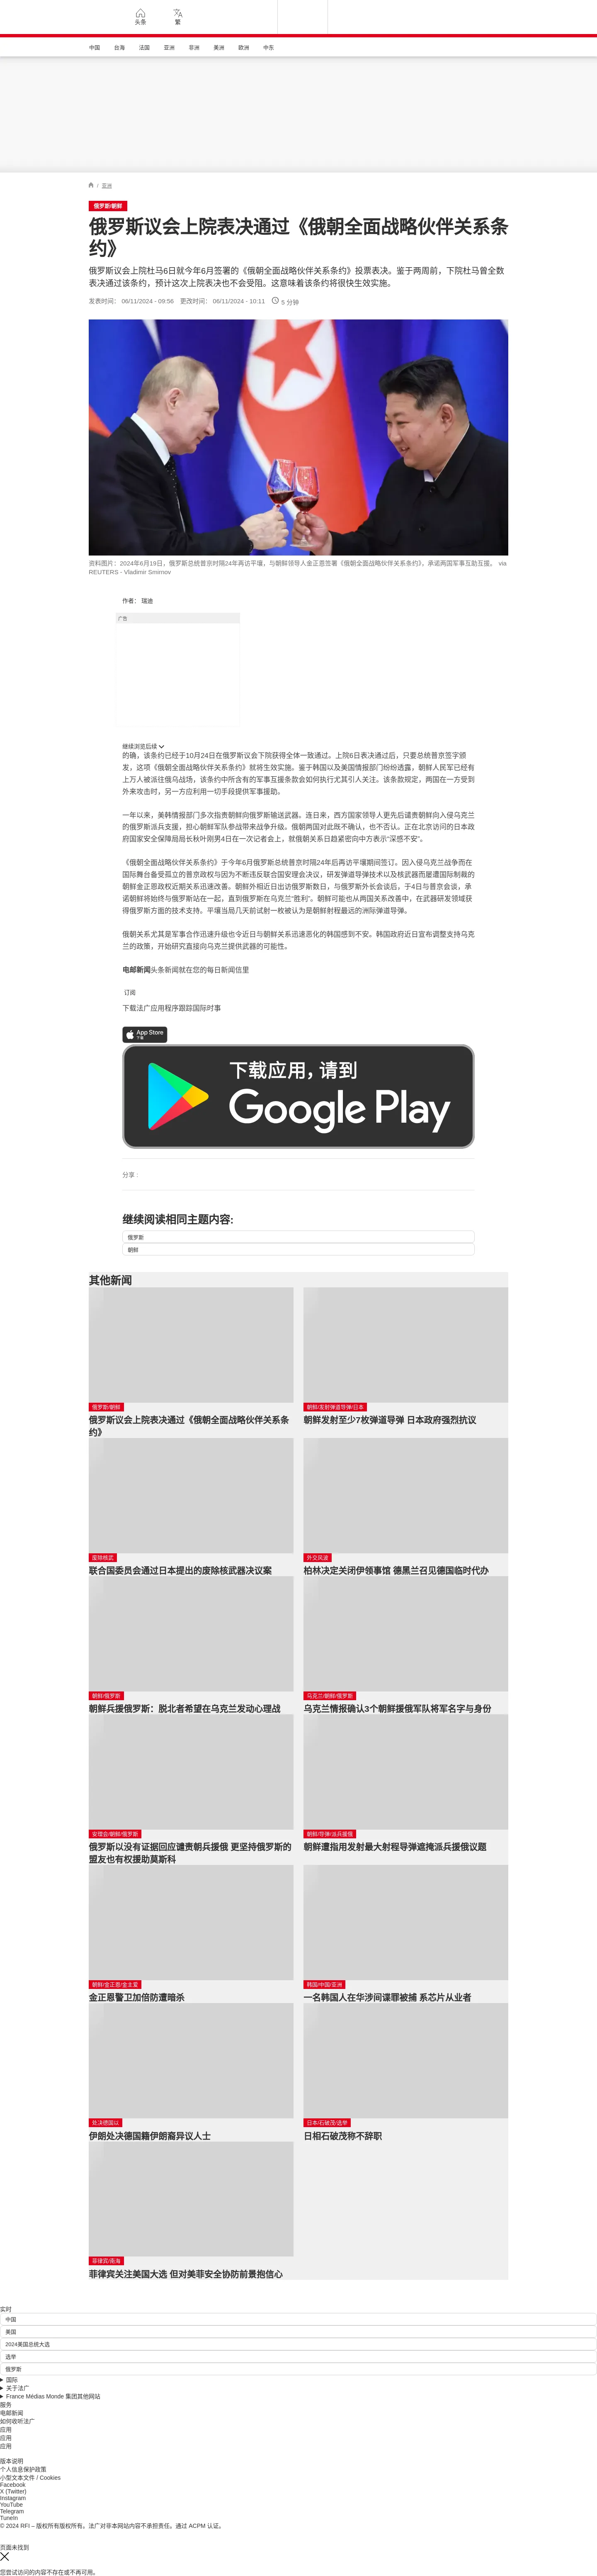 头条
繁
中国
台海
法国
亚洲
非洲
美洲
欧洲
中东
/ 亚洲
俄罗斯/朝鲜
俄罗斯议会上院表决通过《俄朝全面战略伙伴关系条
约》
俄罗斯议会上院杜马6日就今年6月签署的《俄朝全面战略伙伴关系条约》投票表决。鉴于两周前，下院杜马曾全数
表决通过该条约，预计这次上院表决也不会受阻。这意味着该条约将很快生效实施。
发表时间： 06/11/2024 - 09:56 更改时间： 06/11/2024 - 10:11 5 分钟
资料图片：2024年6月19日，俄罗斯总统普京时隔24年再访平壤，与朝鲜领导人金正恩签署《俄朝全面战略伙伴关系条约》，承诺两国军事互助互援。 via
REUTERS - Vladimir Smirnov
作者： 瑞迪
广告
继续浏览后续
的确，该条约已经于10月24日在俄罗斯议会下院获得全体一致通过。上院6日表决通过后，只要总统普京签字颁
发，这项《俄朝全面战略伙伴关系条约》就将生效实施。鉴于韩国以及美国情报部门纷纷透露，朝鲜人民军已经有
上万人被派往俄乌战场，该条约中所含有的军事互援条款会如何执行尤其引人关注。该条款规定，两国在一方受到
外来攻击时，另一方应利用一切手段提供军事援助。
一年以来，美韩情报部门多次指责朝鲜向俄罗斯输送武器。连日来，西方国家领导人更先后谴责朝鲜向入侵乌克兰
的俄罗斯派兵支援，担心朝鲜军队参战带来战争升级。俄朝两国对此既不确认，也不否认。正在北京访问的日本政
府国家安全保障局局长秋叶刚男4日在一次记者会上，就俄朝关系日趋紧密向中方表示“深感不安”。
《俄朝全面战略伙伴关系条约》于今年6月俄罗斯总统普京时隔24年后再访平壤期间签订。因入侵乌克兰战争而在
国际舞台备受孤立的普京政权与因为不断违反联合国安理会决议，研发弹道导弹技术以及核武器而屡遭国际制裁的
朝鲜金正恩政权近期关系迅速改善。朝鲜外相近日出访俄罗斯数日，与俄罗斯外长会谈后，于4日与普京会谈，承
诺朝鲜将始终与俄罗斯站在一起，直到俄罗斯在乌克兰“胜利”。朝鲜可能也从两国关系改善中，在武器研发领域获
得俄罗斯方面的技术支持。平壤当局几天前试射一枚被认为是朝鲜射程最远的洲际弹道导弹。
俄朝关系尤其是军事合作迅速升级也令近日与朝鲜关系迅速恶化的韩国感到不安。韩国政府近日宣布调整支持乌克
兰的政策，开始研究直接向乌克兰提供武器的可能性。
电邮新闻头条新闻就在您的每日新闻信里
订阅
下载法广应用程序跟踪国际时事
App Store
下载
下载应用，请到
Google Play
分享 :
继续阅读相同主题内容:
俄罗斯
朝鲜
其他新闻
俄罗斯/朝鲜
俄罗斯议会上院表决通过《俄朝全面战略伙伴关系条
约》
朝鲜/发射弹道导弹/日本
朝鲜发射至少7枚弹道导弹 日本政府强烈抗议
废除核武
联合国委员会通过日本提出的废除核武器决议案
外交风波
柏林决定关闭伊领事馆 德黑兰召见德国临时代办
朝鲜/俄罗斯
朝鲜兵援俄罗斯：脱北者希望在乌克兰发动心理战
乌克兰/朝鲜/俄罗斯
乌克兰情报确认3个朝鲜援俄军队将军名字与身份
安理会/朝鲜/俄罗斯
俄罗斯以没有证据回应谴责朝兵援俄 更坚持俄罗斯的
盟友也有权援助莫斯科
朝鲜/导弹/派兵援俄
朝鲜遭指用发射最大射程导弹遮掩派兵援俄议题
朝鲜/金正恩/金主爱
金正恩警卫加倍防遭暗杀
韩国/中国/亚洲
一名韩国人在华涉间谍罪被捕 系芯片从业者
处决德国以
伊朗处决德国籍伊朗裔异议人士
日本/石破茂/选举
日相石破茂称不辞职
菲律宾/南海
菲律宾关注美国大选 但对美菲安全协防前景抱信心
实时
中国
美国
2024美国总统大选
选举
俄罗斯
国际
关于法广
France Médias Monde 集团其他网站
服务
电邮新闻
如何收听法广
应用
应用
应用
版本说明
个人信息保护政策
小型文本文件 / Cookies
Facebook
X (Twitter)
Instagram
YouTube
Telegram
TuneIn
© 2024 RFI – 版权所有版权所有。法广对非本网站内容不承担责任。通过 ACPM 认证。
页面未找到
您尝试访问的内容不存在或不再可用。